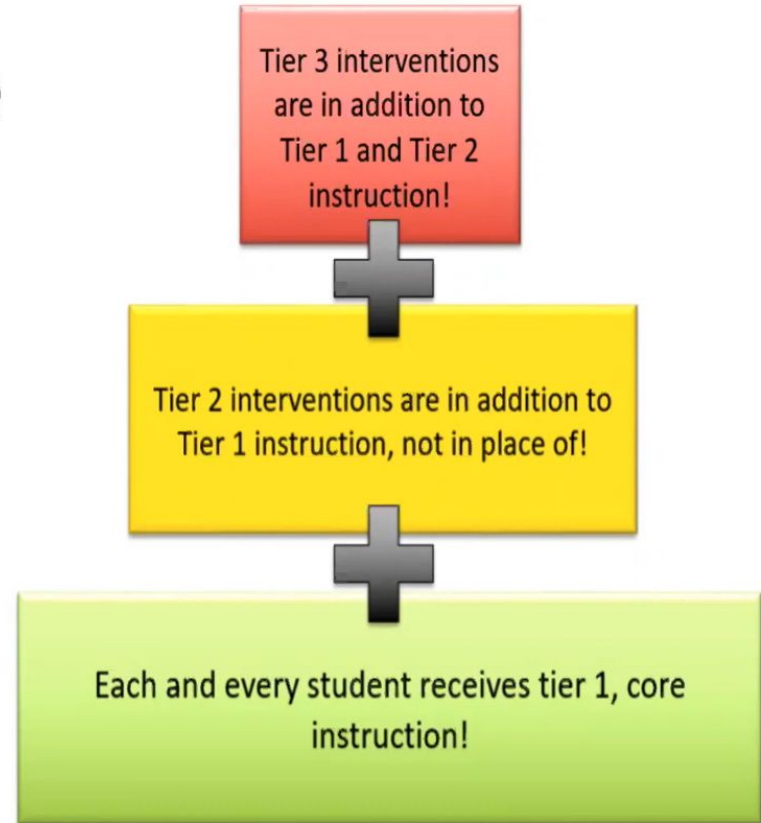 Tier 3 interventions
are in addition to
Tier 1 and Tier 2
instruction!
Tier 2 interventions are in addition to
Tier 1 instruction, not in place of!
Each and every student receives tier 1, core
instruction!